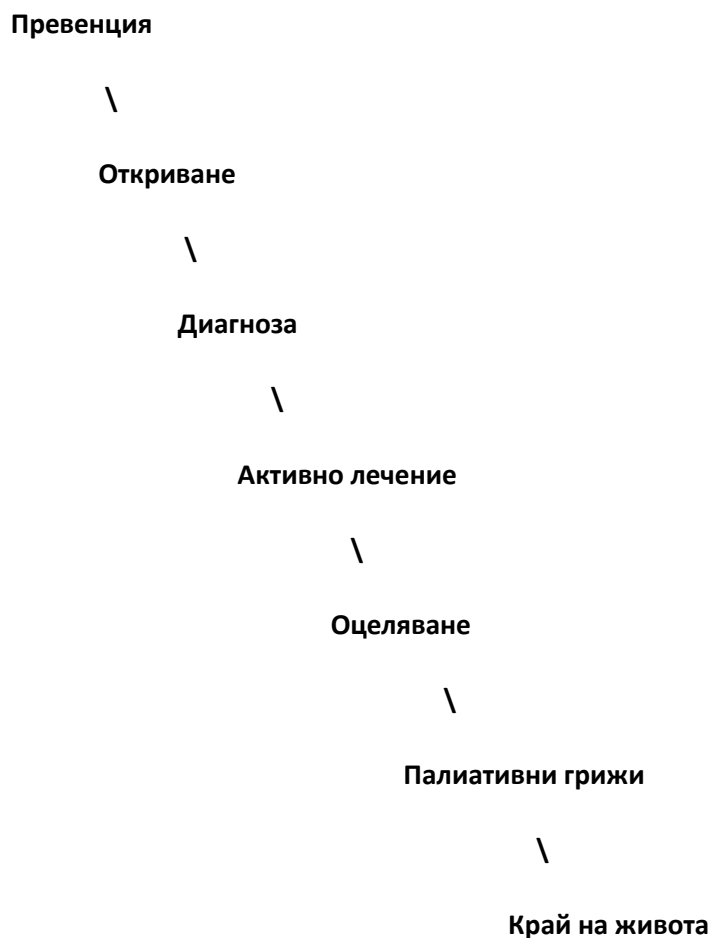 Превенция
\
Откриване
\
Диагноза
\
Активно лечение
\
Оцеляване
\
Палиативни грижи
\
Край на живота